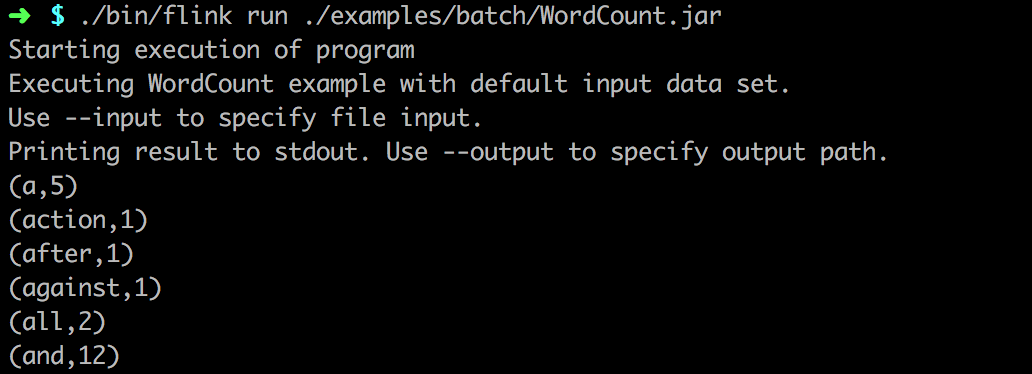 ➜ $ ./bin/flink run ./examples/batch/WordCount.jar
Starting execution of program
Executing WordCount example with default input data set.
Use --input to specify file input.
Printing result to stdout. Use --output to specify output path.
(a,5)
(action,1)
(after,1)
(against,1)
(all,2)
(and,12)